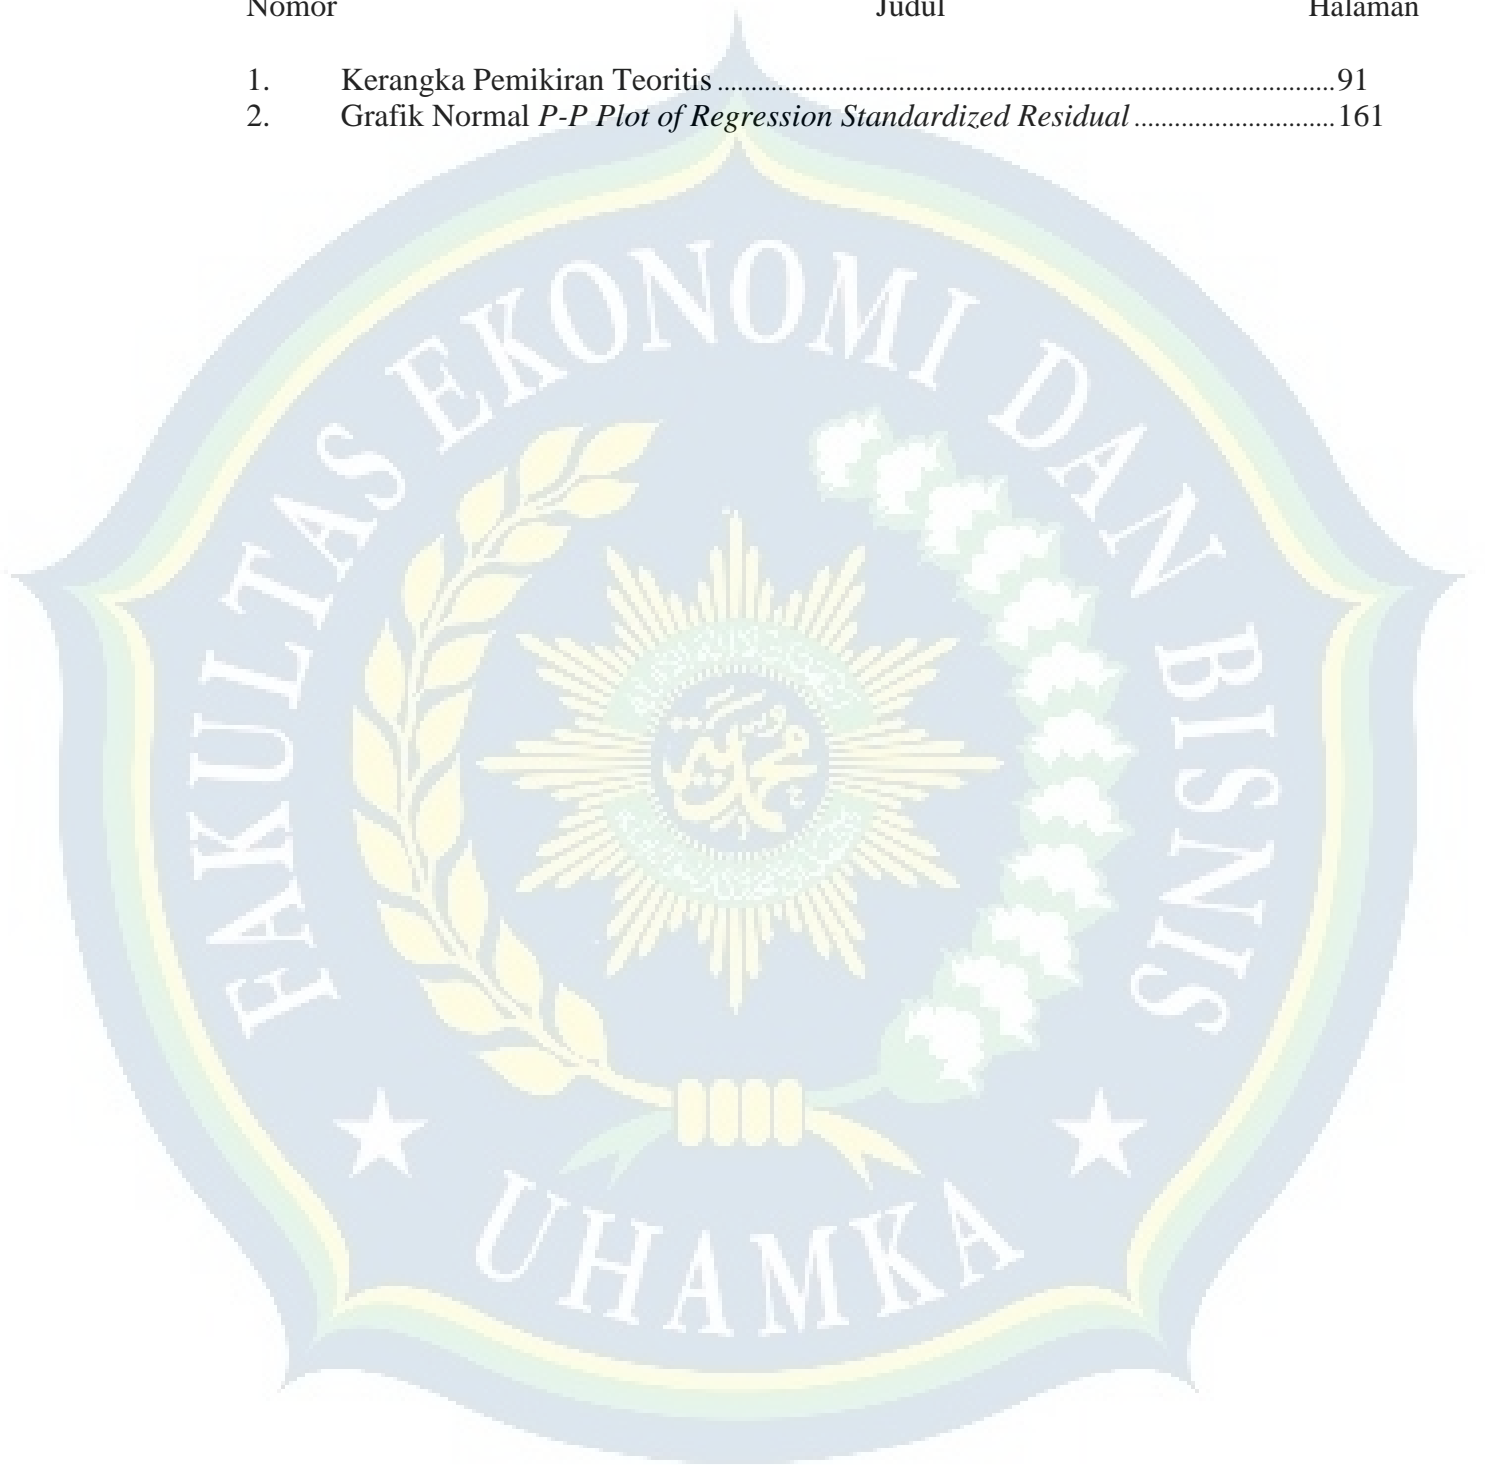 Nomor Judul Halaman
1. Kerangka Pemikiran Teoritis ........................................................................................... 91
2. Grafik Normal P-P Plot of Regression Standardized Residual .............................. 161
FAKULTAS EKONOMI DAN BISNIS
محمدية
UHAMKA